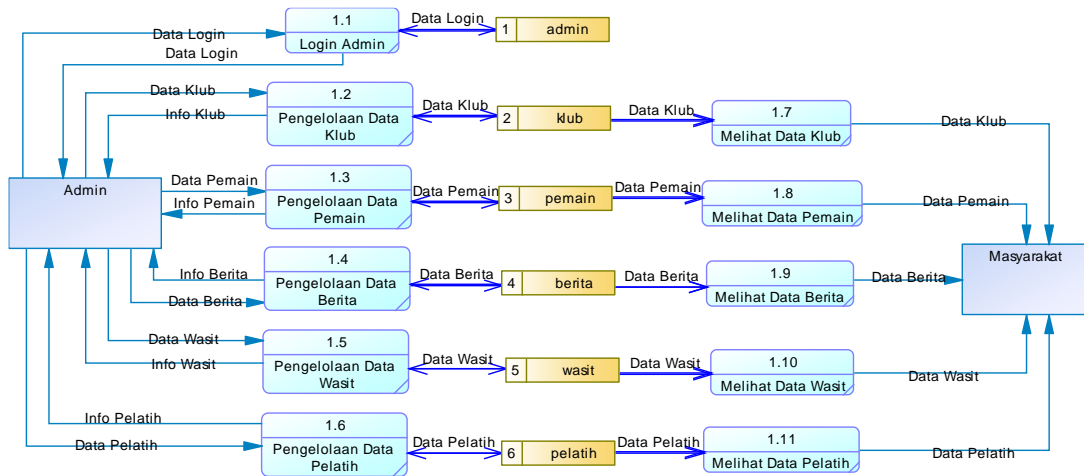 1.1
Login Admin
Data Login
Data Login
Data Login
1
admin
Data Klub
Info Klub
1.2
Pengelolaan Data
Klub
Data Klub
2
klub
Data Klub
1.7
Melihat Data Klub
Data Klub
Admin
Data Pemain
Info Pemain
1.3
Pengelolaan Data
Pemain
Data Pemain
3
pemain
Data Pemain
1.8
Melihat Data Pemain
Data Pemain
Masyarakat
Info Berita
Data Berita
1.4
Pengelolaan Data
Berita
Data Berita
4
berita
Data Berita
1.9
Melihat Data Berita
Data Berita
Data Wasit
Info Wasit
1.5
Pengelolaan Data
Wasit
Data Wasit
5
wasit
Data Wasit
1.10
Melihat Data Wasit
Data Wasit
Info Pelatih
Data Pelatih
1.6
Pengelolaan Data
Pelatih
Data Pelatih
6
pelatih
Data Pelatih
1.11
Melihat Data Pelatih
Data Pelatih